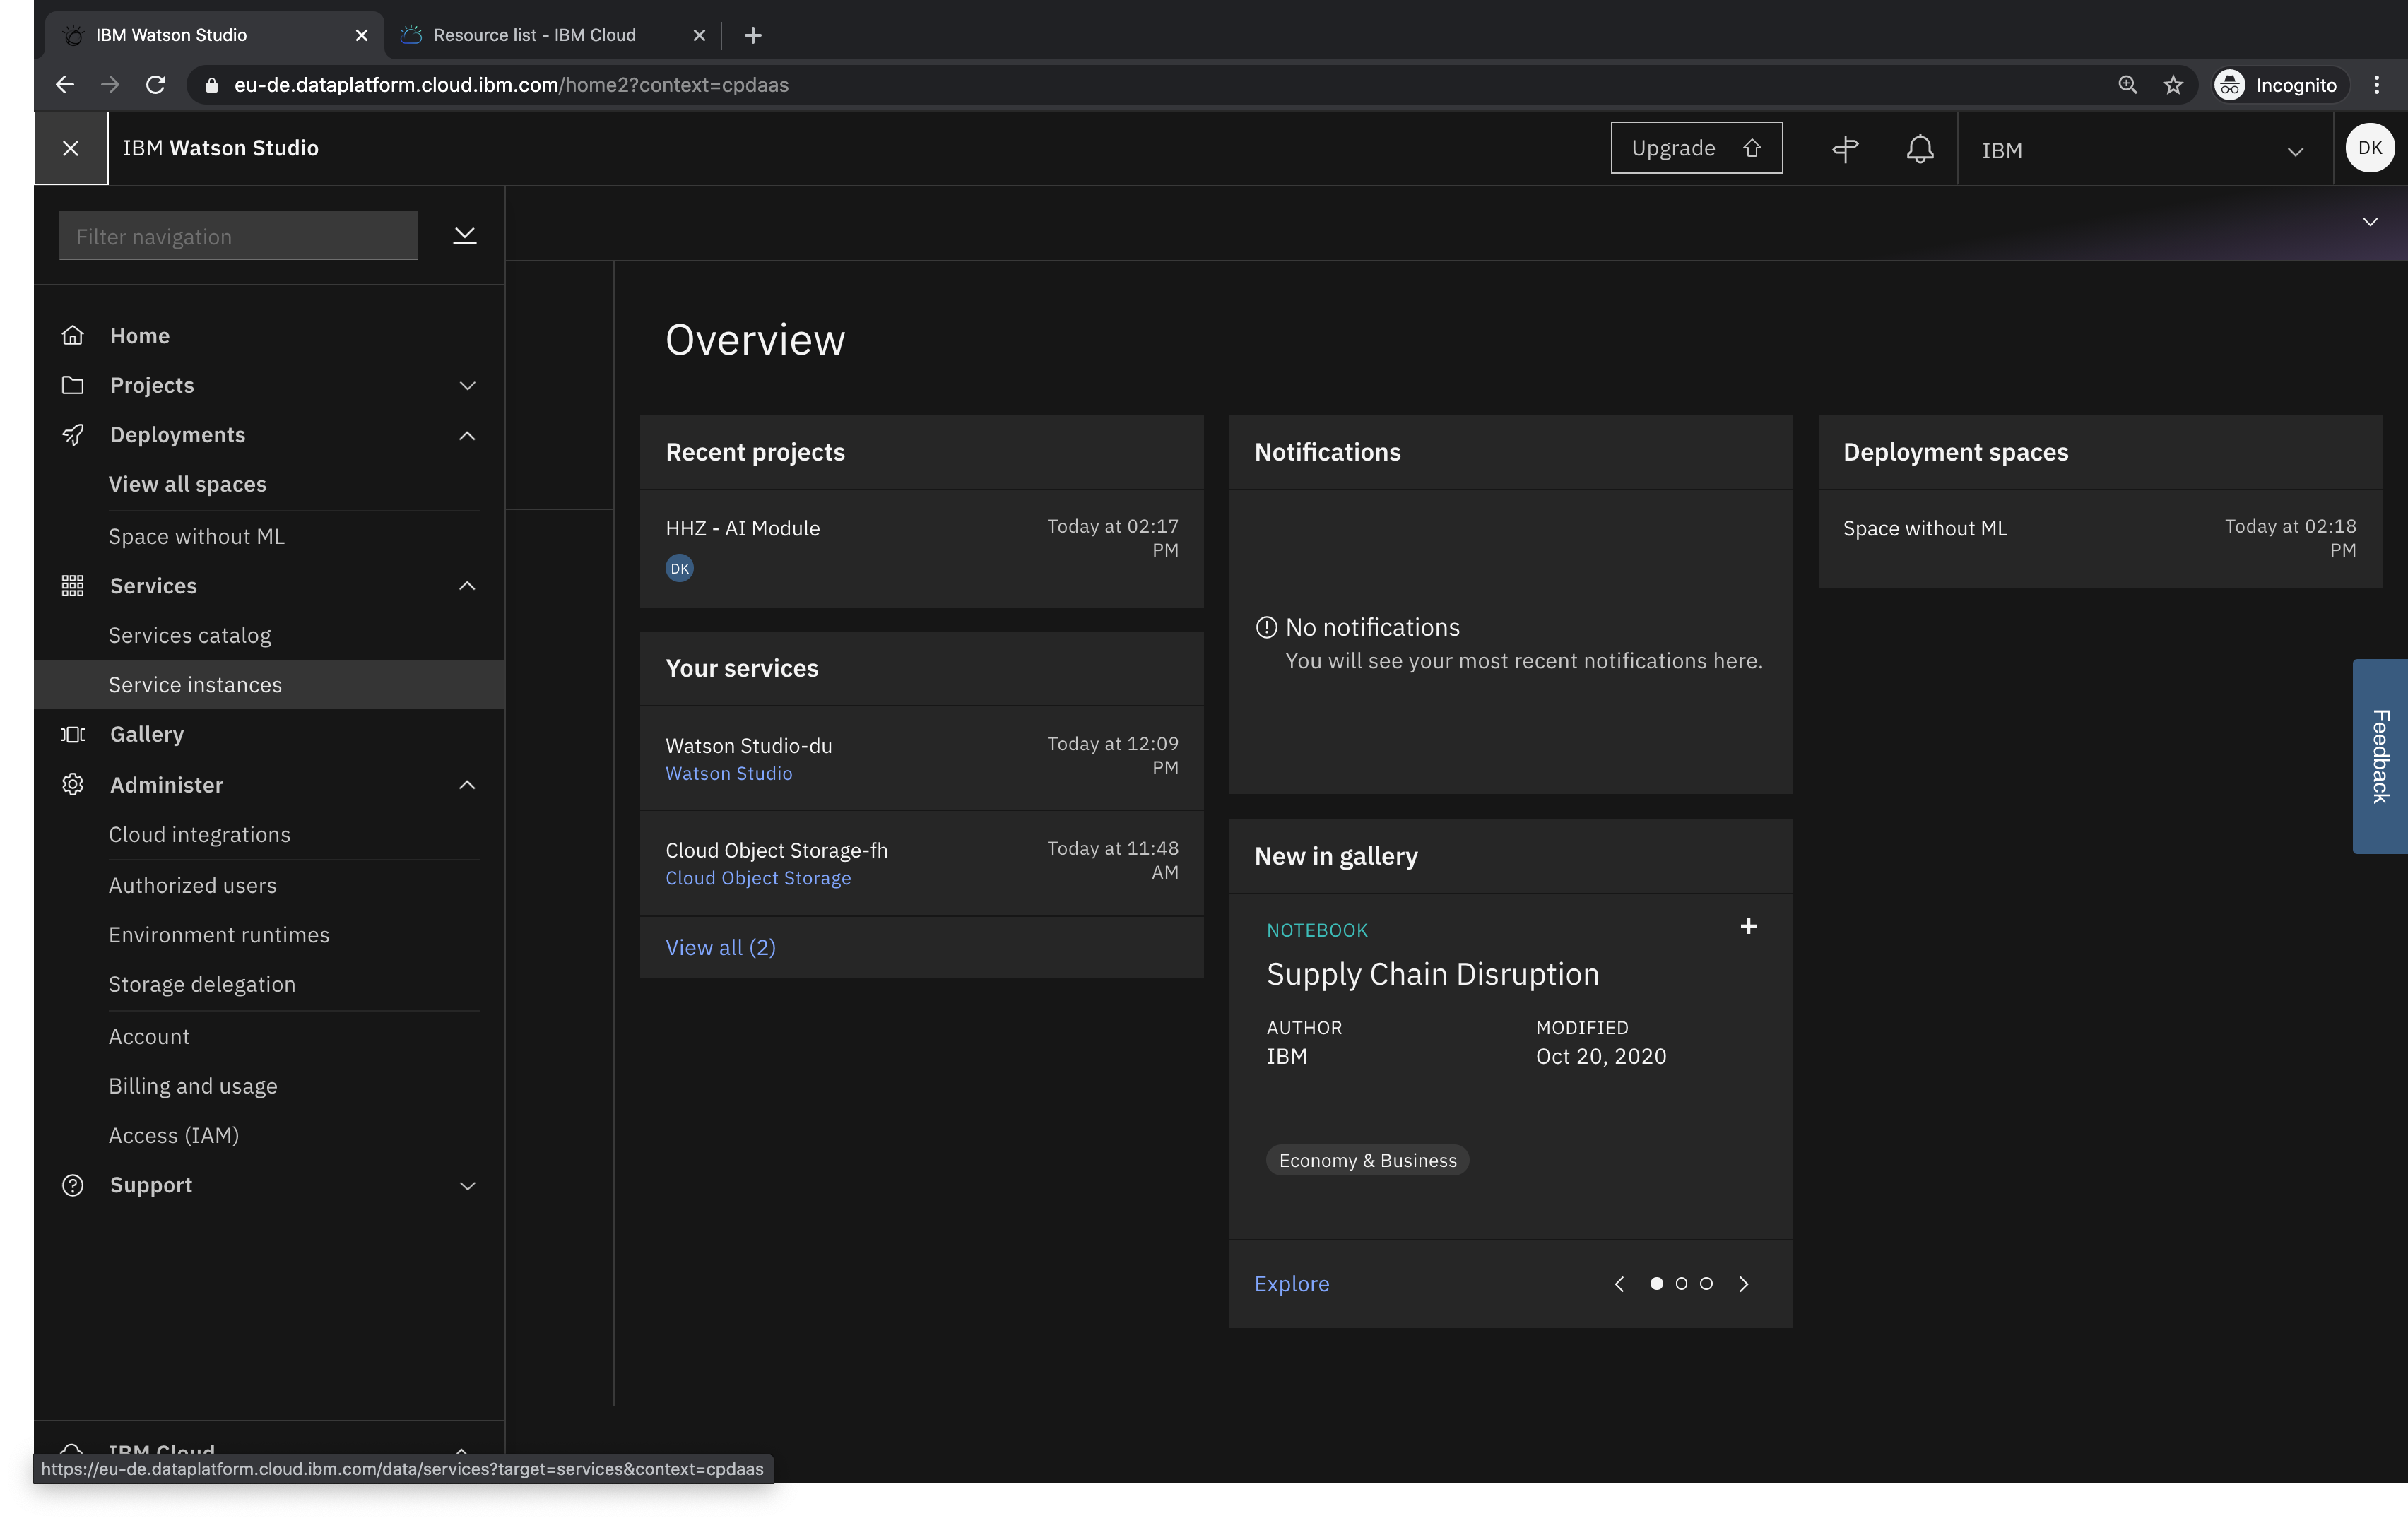 IBM Watson Studio
Resource list - IBM Cloud
eu-de.dataplatform.cloud.ibm.com/home2?context=cpdaas
Incognito
IBM Watson Studio
Upgrade
IBM
DK
Filter navigation
Home
Projects
Deployments
View all spaces
Space without ML
Services
Services catalog
Service instances
Gallery
Administer
Cloud integrations
Authorized users
Environment runtimes
Storage delegation
Account
Billing and usage
Access (IAM)
Support
IBM Cloud
https://eu-de.dataplatform.cloud.ibm.com/data/services?target=services&context=cpdaas
Overview
Recent projects
HHZ - AI Module
Today at 02:17
PM
DK
Your services
Watson Studio-du
Today at 12:09
PM
Watson Studio
Cloud Object Storage-fh
Today at 11:48
AM
Cloud Object Storage
View all (2)
Notifications
No notifications
You will see your most recent notifications here.
New in gallery
NOTEBOOK
Supply Chain Disruption
AUTHOR
MODIFIED
IBM
Oct 20, 2020
Economy & Business
Explore
Deployment spaces
Space without ML
Today at 02:18
PM
Feedback